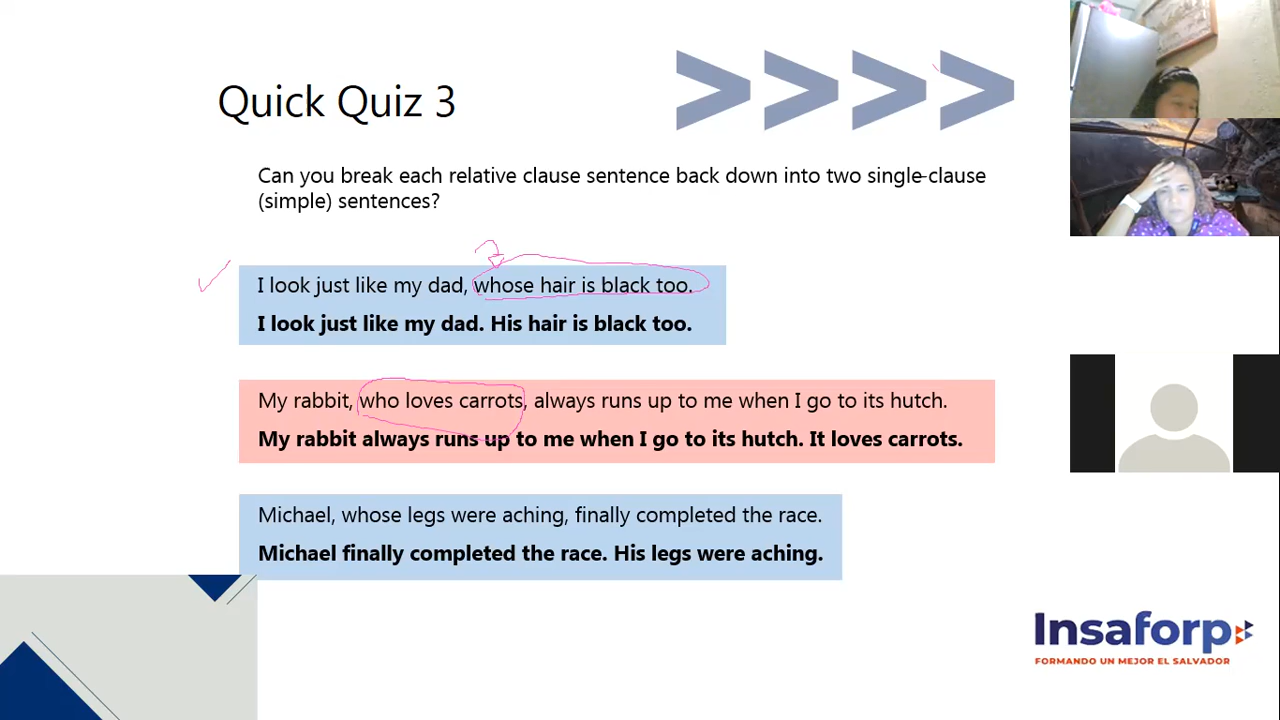 Quick Quiz 3
Can you break each relative clause sentence back down into two single-clause
(simple) sentences?
I look just like my dad, whose hair is black too.
I look just like my dad. His hair is black too.
My rabbit, who loves carrots, always runs up to me when I go to its hutch.
My rabbit always runs up to me when I go to its hutch. It loves carrots.
Michael, whose legs were aching, finally completed the race.
Michael finally completed the race. His legs were aching.
Insaforp
FORMANDO UN MEJOR EL SALVADOR